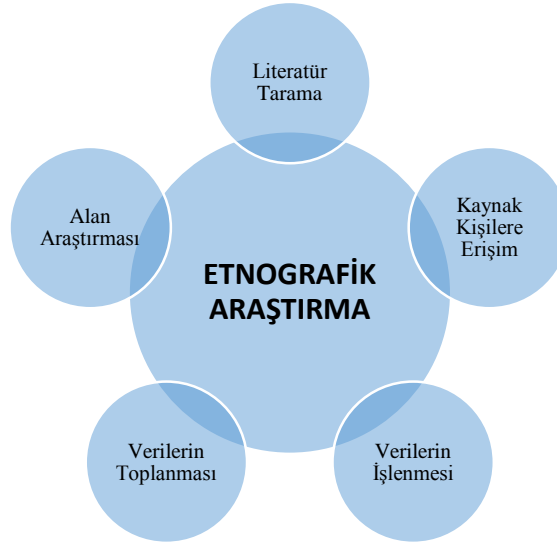 Literatür
Tarama
Kaynak
Kişilere
Erişim
Verilerin
İşlenmesi
Verilerin
Toplanması
Alan
Araştırması
ETNOGRAFİK
ARAŞTIRMA